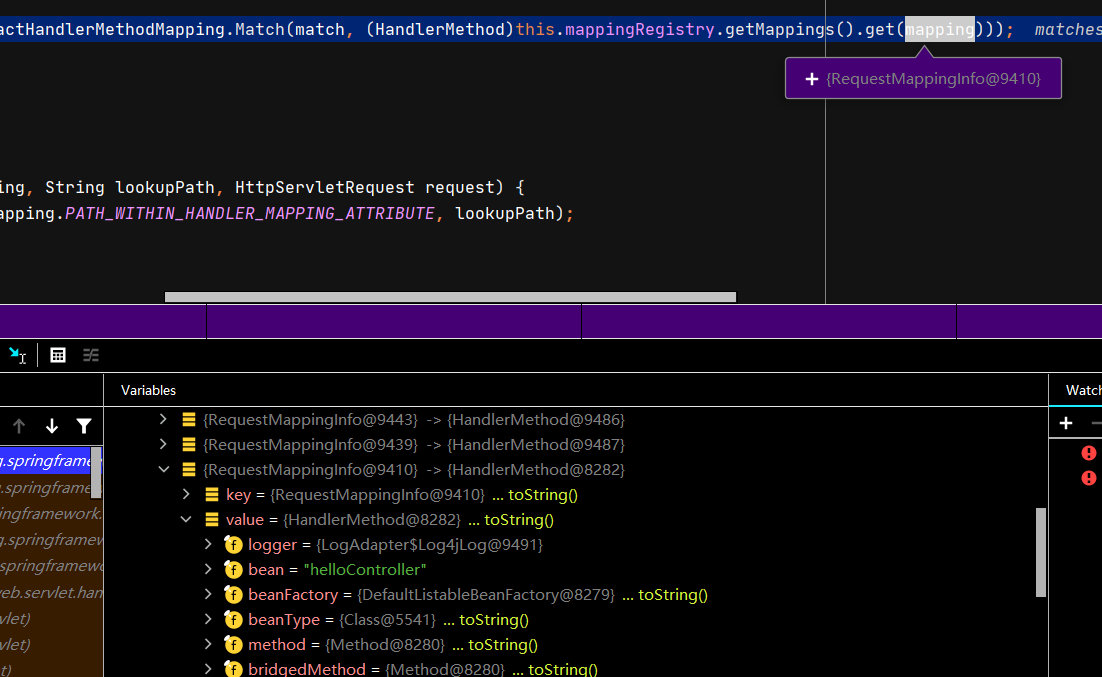 actHandlerMethodMapping.Match(match, (HandlerMethod)this.mappingRegistry.getMappings().get(mapping))); matches
+ {RequestMappingInfo@9410}
ing, String lookupPath, HttpServletRequest request) {
apping.PATH_WITHIN_HANDLER_MAPPING_ATTRIBUTE, lookupPath);
Variables
Watch
{RequestMappingInfo@9443} -> {HandlerMethod@9486}
{RequestMappingInfo@9439} -> {HandlerMethod@9487}
g.springframe
{RequestMappingInfo@9410} -> {HandlerMethod@8282}
g.springframew
key = {RequestMappingInfo@9410} ... toString()
ringframework.
value = {HandlerMethod@8282} ... toString()
g.springframew
logger = {LogAdapter$Log4jLog@9491}
springframewo
bean = "helloController"
web.servlet.han
beanFactory = {DefaultListableBeanFactory@8279} ... toString()
vlet)
beanType = {Class@5541} ... toString()
vlet)
method = {Method@8280} ... toString()
t)
bridgedMethod = {Method@8280} ... toString()